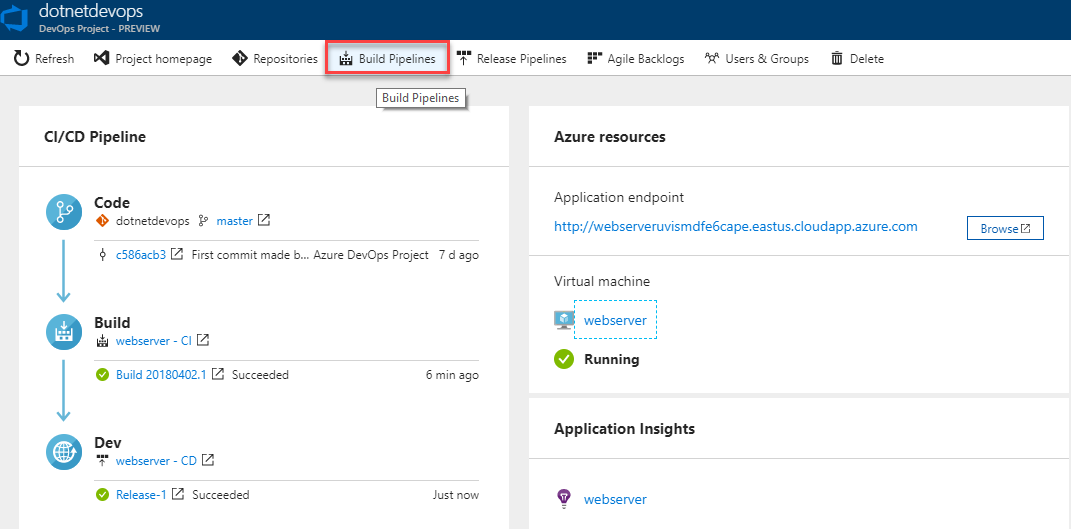 dotnetdevops
DevOps Project - PREVIEW
Refresh Project homepage Repositories Build Pipelines Release Pipelines Agile Backlogs Users & Groups Delete
Build Pipelines
CI/CD Pipeline
Code
dotnetdevops master
c586acb3 First commit made b... Azure DevOps Project 7 d ago
Build
webserver - CI
Build 20180402.1 Succeeded 6 min ago
Dev
webserver - CD
Release-1 Succeeded Just now
Azure resources
Application endpoint
http://webserveruvismdfe6cape.eastus.cloudapp.azure.com Browse
Virtual machine
webserver
Running
Application Insights
webserver